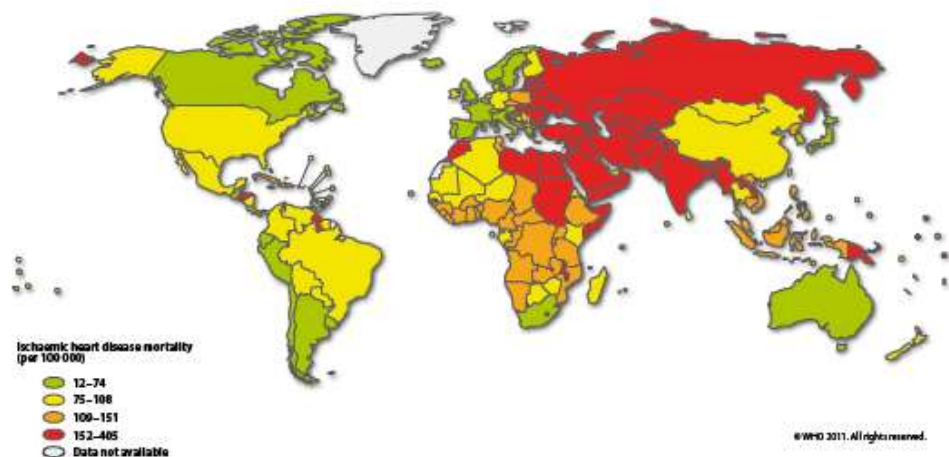 Ischaemic heart disease mortality
(per 100 000)
12–74
75–108
109–151
152–405
Data not available
©WHO 2011. All rights reserved.